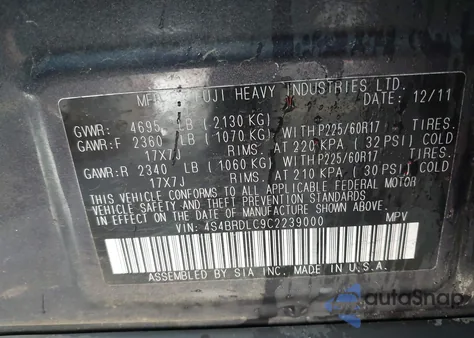 MFD. FUJI HEAVY INDUSTRIES LTD.
DATE: 12/11
GVWR: 4695 LB (2130 KG)
GAWR:F 2360 LB (1070 KG) WITH P225/60R17 TIRES.
17X7J RIMS. AT 220 KPA ( 32 PSI) COLD
GAWR:R 2340 LB (1060 KG) WITH P225/60R17 TIRES.
17X7J RIMS. AT 210 KPA ( 30 PSI) COLD
THIS VEHICLE CONFORMS TO ALL APPLICABLE FEDERAL MOTOR
VEHICLE SAFETY, BUMPER AND THEFT PREVENTION STANDARDS
IN EFFECT ON THE DATE OF MANUFACTURE SHOWN ABOVE.
VIN: 4S4BRDLC9C2239000 MPV
ASSEMBLED BY SIA INC. MADE IN U.S.A.
autoSnap